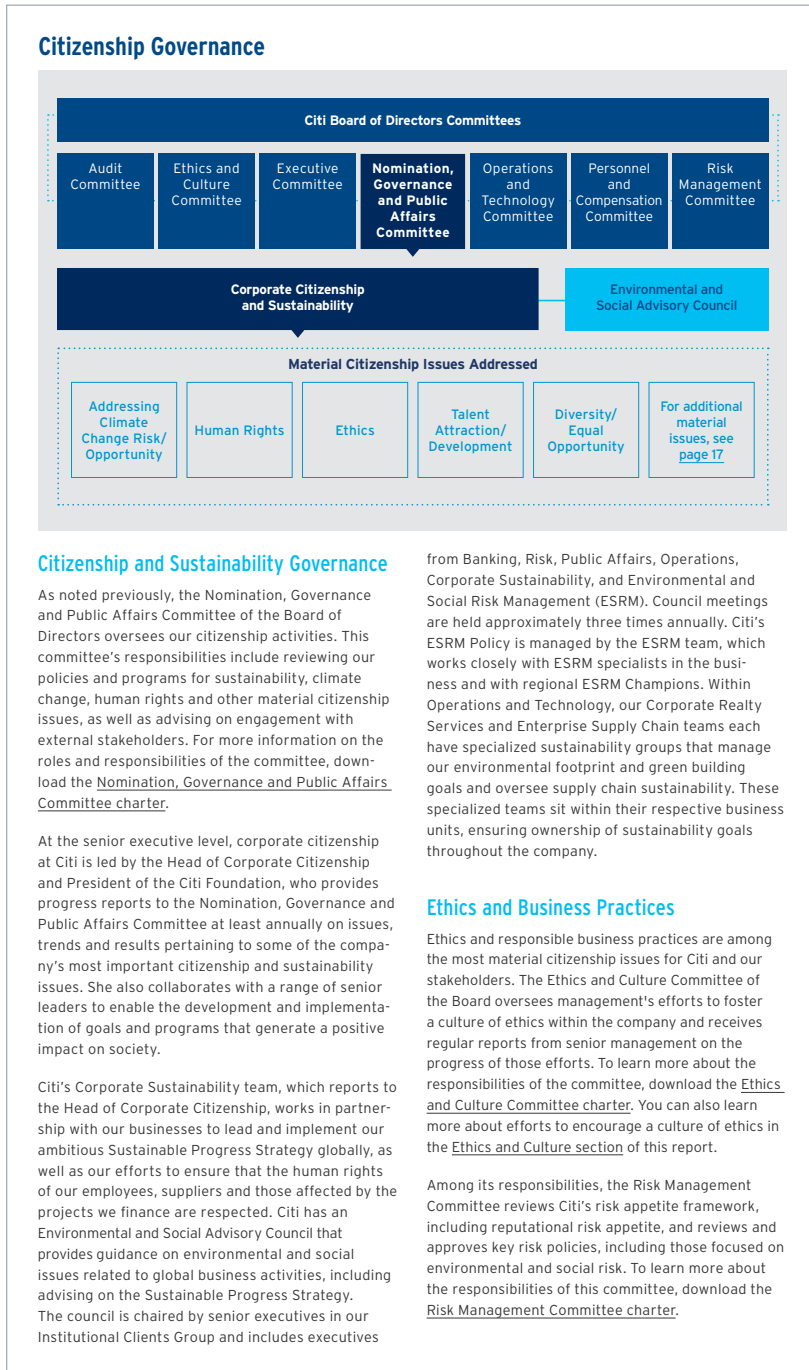 Citizenship Governance
Citi Board of Directors Committees
Audit
Committee
Ethics and
Culture
Committee
Executive
Committee
Nomination,
Governance
and Public
Affairs
Committee
Operations
and
Technology
Committee
Personnel
and
Compensation
Committee
Risk
Management
Committee
Corporate Citizenship
and Sustainability
Environmental and
Social Advisory Council
Material Citizenship Issues Addressed
Addressing
Climate
Change Risk/
Opportunity
Human Rights
Ethics
Talent
Attraction/
Development
Diversity/
Equal
Opportunity
For additional
material
issues, see
page 17
Citizenship and Sustainability Governance
As noted previously, the Nomination, Governance
and Public Affairs Committee of the Board of
Directors oversees our citizenship activities. This
committee's responsibilities include reviewing our
policies and programs for sustainability, climate
change, human rights and other material citizenship
issues, as well as advising on engagement with
external stakeholders. For more information on the
roles and responsibilities of the committee, down-
load the Nomination, Governance and Public Affairs
Committee charter.
At the senior executive level, corporate citizenship
at Citi is led by the Head of Corporate Citizenship
and President of the Citi Foundation, who provides
progress reports to the Nomination, Governance and
Public Affairs Committee at least annually on issues,
trends and results pertaining to some of the compa-
ny's most important citizenship and sustainability
issues. She also collaborates with a range of senior
leaders to enable the development and implementa-
tion of goals and programs that generate a positive
impact on society.
Citi's Corporate Sustainability team, which reports to
the Head of Corporate Citizenship, works in partner-
ship with our businesses to lead and implement our
ambitious Sustainable Progress Strategy globally, as
well as our efforts to ensure that the human rights
of our employees, suppliers and those affected by the
projects we finance are respected. Citi has an
Environmental and Social Advisory Council that
provides guidance on environmental and social
issues related to global business activities, including
advising on the Sustainable Progress Strategy.
The council is chaired by senior executives in our
Institutional Clients Group and includes executives
from Banking, Risk, Public Affairs, Operations,
Corporate Sustainability, and Environmental and
Social Risk Management (ESRM). Council meetings
are held approximately three times annually. Citi's
ESRM Policy is managed by the ESRM team, which
works closely with ESRM specialists in the busi-
ness and with regional ESRM Champions. Within
Operations and Technology, our Corporate Realty
Services and Enterprise Supply Chain teams each
have specialized sustainability groups that manage
our environmental footprint and green building
goals and oversee supply chain sustainability. These
specialized teams sit within their respective business
units, ensuring ownership of sustainability goals
throughout the company.
Ethics and Business Practices
Ethics and responsible business practices are among
the most material citizenship issues for Citi and our
stakeholders. The Ethics and Culture Committee of
the Board oversees management's efforts to foster
a culture of ethics within the company and receives
regular reports from senior management on the
progress of those efforts. To learn more about the
responsibilities of the committee, download the Ethics
and Culture Committee charter. You can also learn
more about efforts to encourage a culture of ethics in
the Ethics and Culture section of this report.
Among its responsibilities, the Risk Management
Committee reviews Citi's risk appetite framework,
including reputational risk appetite, and reviews and
approves key risk policies, including those focused on
environmental and social risk. To learn more about
the responsibilities of this committee, download the
Risk Management Committee charter.